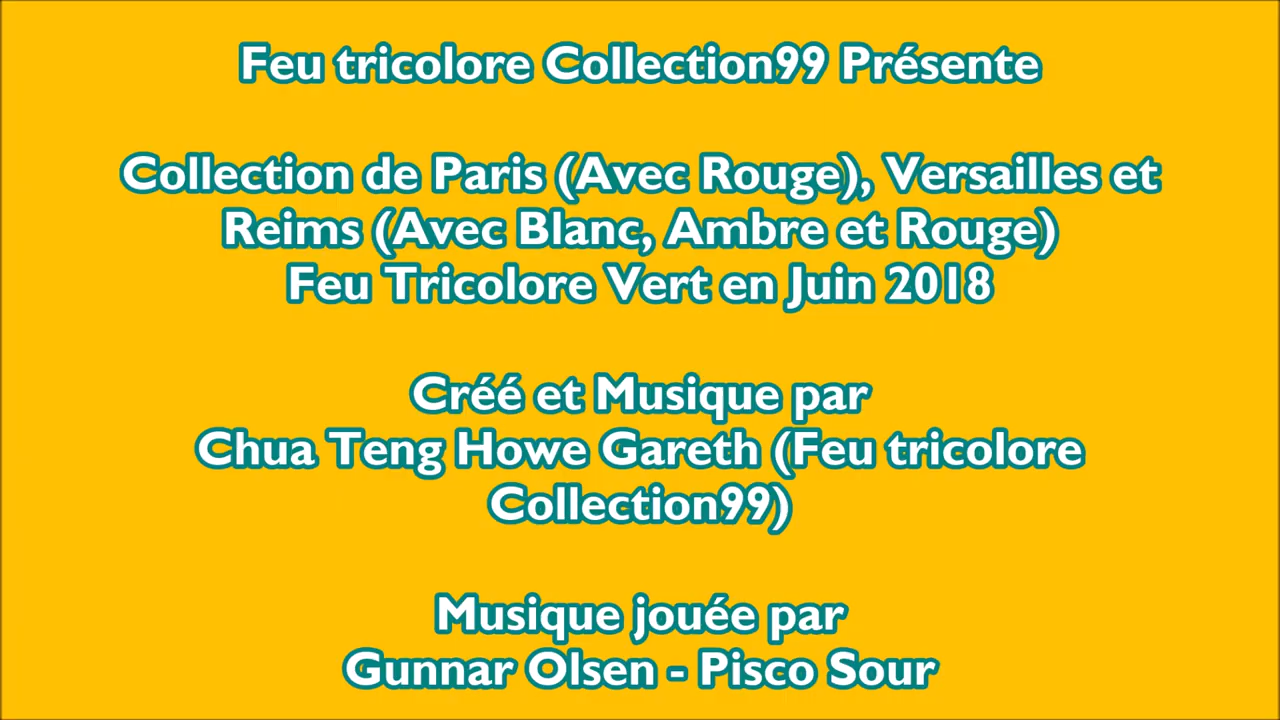 Feu tricolore Collection99 Présente
Collection de Paris (Avec Rouge), Versailles et
Reims (Avec Blanc, Ambre et Rouge)
Feu Tricolore Vert en Juin 2018
Créé et Musique par
Chua Teng Howe Gareth (Feu tricolore
Collection99)
Musique jouée par
Gunnar Olsen - Pisco Sour